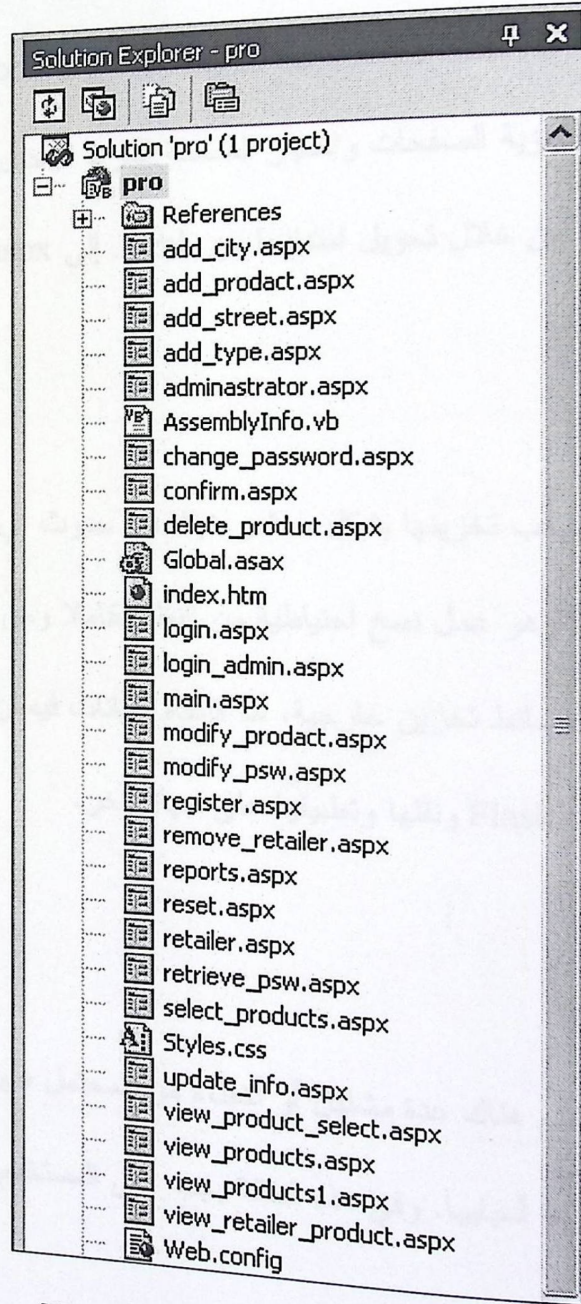 Solution Explorer - pro
Solution 'pro' (1 project)
pro
References
add_city.aspx
add_prodact.aspx
add_street.aspx
add_type.aspx
adminastrator.aspx
AssemblyInfo.vb
change_password.aspx
confirm.aspx
delete_product.aspx
Global.asax
index.htm
login.aspx
login_admin.aspx
main.aspx
modify_prodact.aspx
modify_psw.aspx
register.aspx
remove_retailer.aspx
reports.aspx
reset.aspx
retailer.aspx
retrieve_psw.aspx
select_products.aspx
Styles.css
update_info.aspx
view_product_select.aspx
view_products.aspx
view_products1.aspx
view_retailer_product.aspx
Web.config